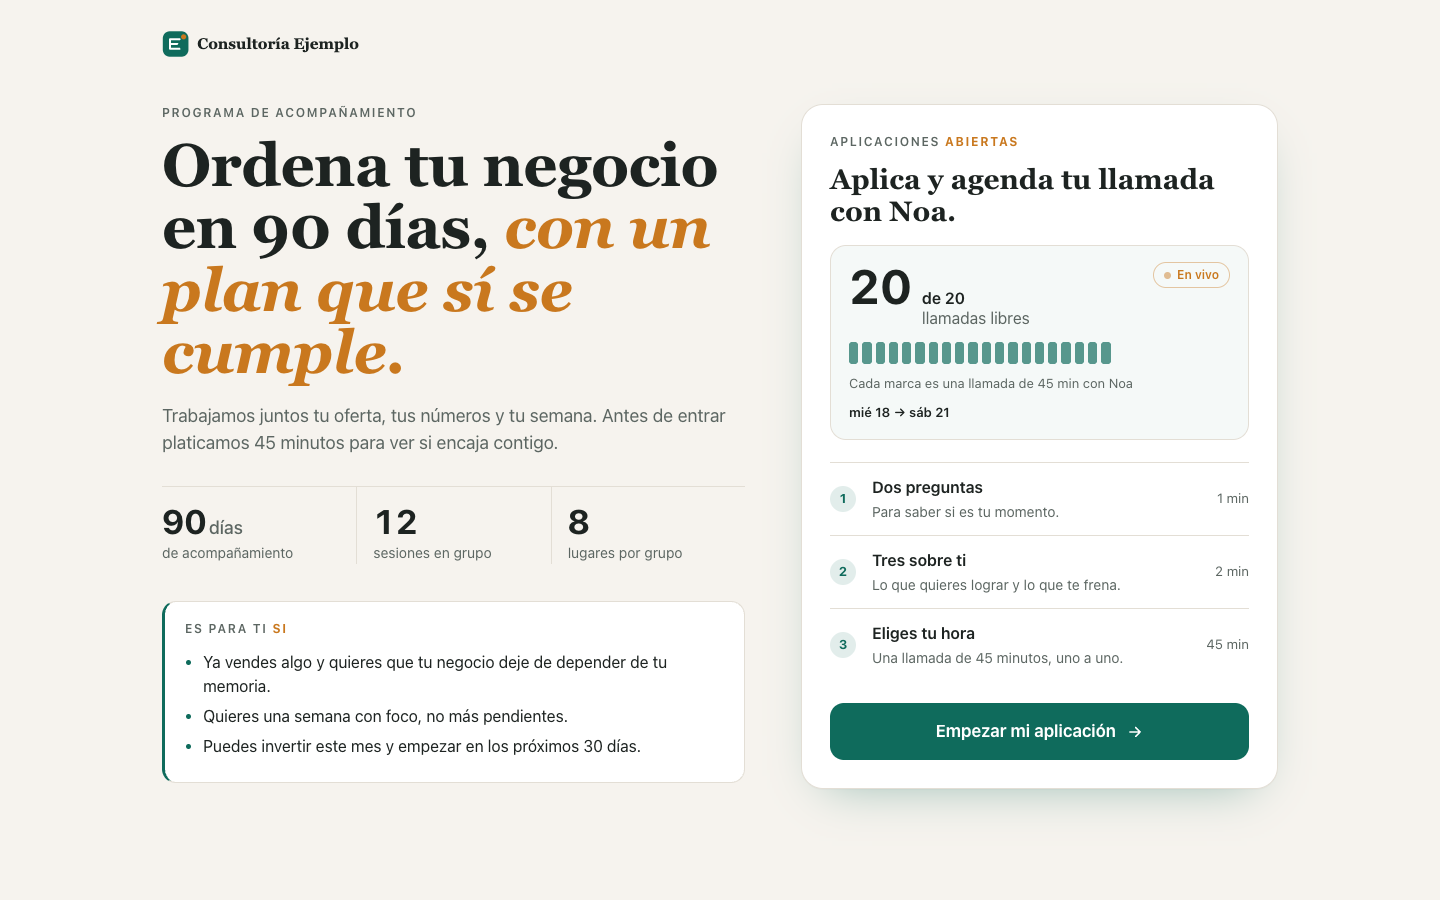 Consultoría Ejemplo
PROGRAMA DE ACOMPAÑAMIENTO
Ordena tu negocio
en 90 días, con un
plan que sí se
cumple.
Trabajamos juntos tu oferta, tus números y tu semana. Antes de entrar
platicamos 45 minutos para ver si encaja contigo.
90 días
de acompañamiento
12
sesiones en grupo
8
lugares por grupo
ES PARA TI SI
• Ya vendes algo y quieres que tu negocio deje de depender de tu
memoria.
• Quieres una semana con foco, no más pendientes.
• Puedes invertir este mes y empezar en los próximos 30 días.
APLICACIONES ABIERTAS
Aplica y agenda tu llamada
con Noa.
En vivo
20 de 20
llamadas libres
Cada marca es una llamada de 45 min con Noa
mié 18 → sáb 21
1 Dos preguntas 1 min
Para saber si es tu momento.
2 Tres sobre ti 2 min
Lo que quieres lograr y lo que te frena.
3 Eliges tu hora 45 min
Una llamada de 45 minutos, uno a uno.
Empezar mi aplicación →